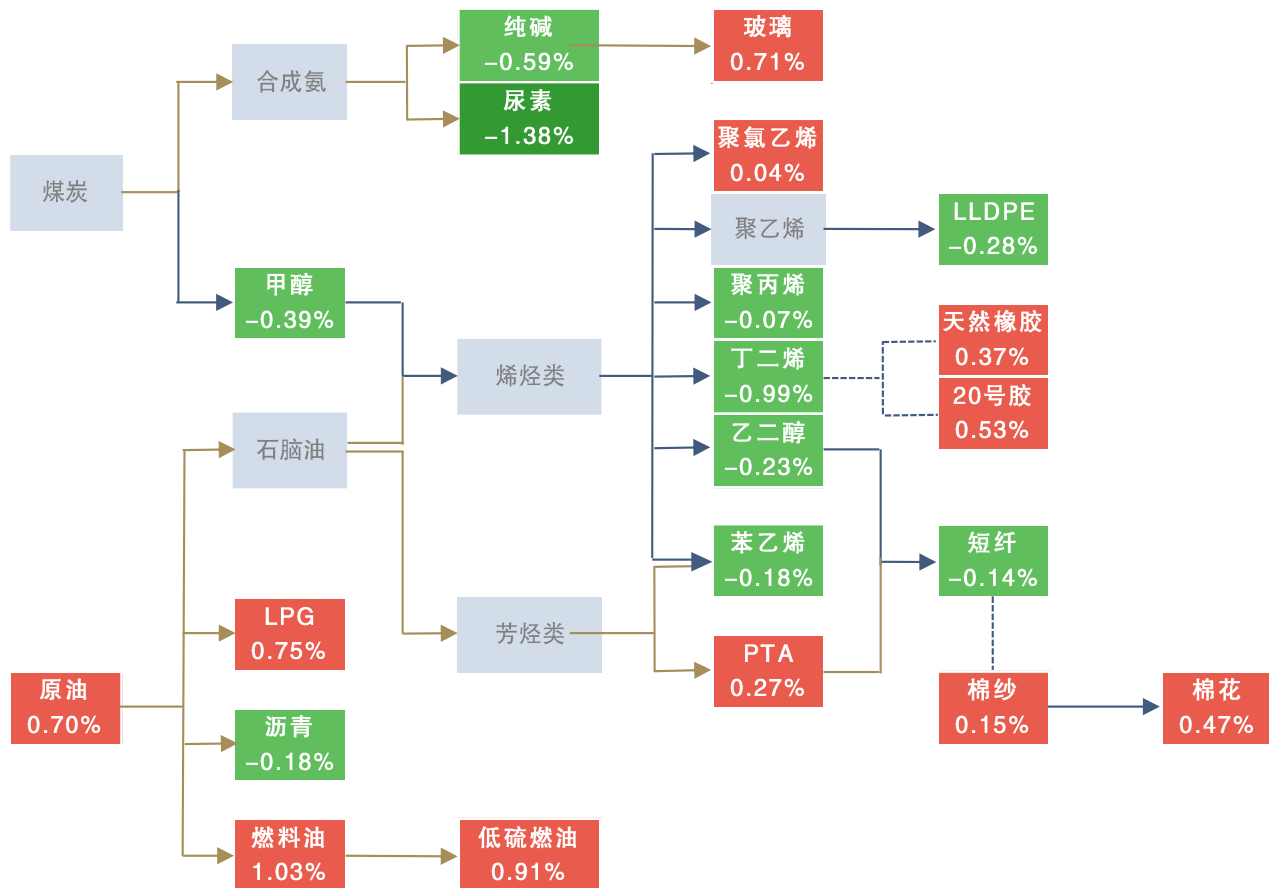 纯碱
-0.59%
玻璃
0.71%
合成氨
尿素
-1.38%
聚氯乙烯
0.04%
煤炭
聚乙烯
LLDPE
-0.28%
甲醇
-0.39%
聚丙烯
-0.07%
天然橡胶
0.37%
烯烃类
丁二烯
-0.99%
20号胶
0.53%
石脑油
乙二醇
-0.23%
苯乙烯
-0.18%
短纤
-0.14%
LPG
0.75%
芳烃类
PTA
0.27%
原油
0.70%
棉纱
0.15%
棉花
0.47%
沥青
-0.18%
燃料油
1.03%
低硫燃油
0.91%